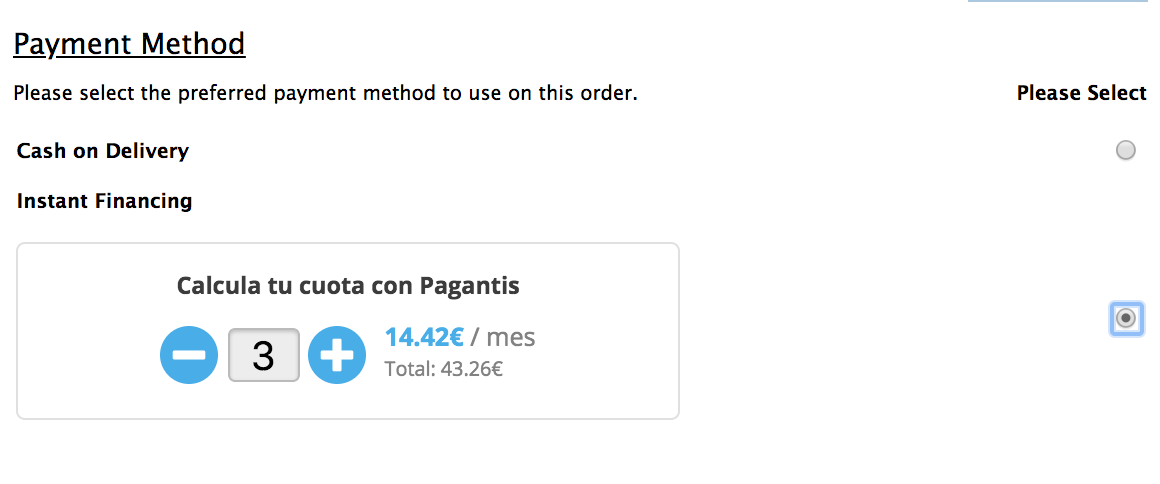 Payment Method
Please select the preferred payment method to use on this order.
Please Select
Cash on Delivery
Instant Financing
Calcula tu cuota con Pagantis
3
14.42€ / mes
Total: 43.26€